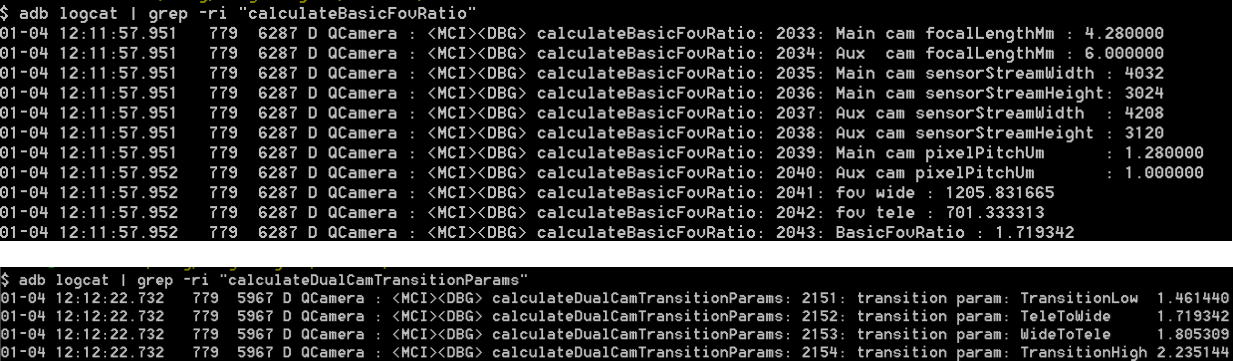 $ adb logcat | grep -ri "calculateBasicFovRatio"
01-04 12:11:57.951   779  6287 D QCamera : <MCI><DBG> calculateBasicFovRatio: 2033: Main cam focalLengthMm : 4.280000
01-04 12:11:57.951   779  6287 D QCamera : <MCI><DBG> calculateBasicFovRatio: 2034: Aux  cam focalLengthMm : 6.000000
01-04 12:11:57.951   779  6287 D QCamera : <MCI><DBG> calculateBasicFovRatio: 2035: Main cam sensorStreamWidth : 4032
01-04 12:11:57.951   779  6287 D QCamera : <MCI><DBG> calculateBasicFovRatio: 2036: Main cam sensorStreamHeight: 3024
01-04 12:11:57.951   779  6287 D QCamera : <MCI><DBG> calculateBasicFovRatio: 2037: Aux cam sensorStreamWidth  : 4208
01-04 12:11:57.951   779  6287 D QCamera : <MCI><DBG> calculateBasicFovRatio: 2038: Aux cam sensorStreamHeight : 3120
01-04 12:11:57.951   779  6287 D QCamera : <MCI><DBG> calculateBasicFovRatio: 2039: Main cam pixelPitchUm       : 1.280000
01-04 12:11:57.952   779  6287 D QCamera : <MCI><DBG> calculateBasicFovRatio: 2040: Aux cam pixelPitchUm        : 1.000000
01-04 12:11:57.952   779  6287 D QCamera : <MCI><DBG> calculateBasicFovRatio: 2041: fov wide : 1205.831665
01-04 12:11:57.952   779  6287 D QCamera : <MCI><DBG> calculateBasicFovRatio: 2042: fov tele : 701.333313
01-04 12:11:57.952   779  6287 D QCamera : <MCI><DBG> calculateBasicFovRatio: 2043: BasicFovRatio : 1.719342
$ adb logcat | grep -ri "calculateDualCamTransitionParams"
01-04 12:12:22.732   779  5967 D QCamera : <MCI><DBG> calculateDualCamTransitionParams: 2151: transition param: TransitionLow  1.461440
01-04 12:12:22.732   779  5967 D QCamera : <MCI><DBG> calculateDualCamTransitionParams: 2152: transition param: TeleToWide     1.719342
01-04 12:12:22.732   779  5967 D QCamera : <MCI><DBG> calculateDualCamTransitionParams: 2153: transition param: WideToTele     1.805309
01-04 12:12:22.732   779  5967 D QCamera : <MCI><DBG> calculateDualCamTransitionParams: 2154: transition param: TransitionHigh 2.235144